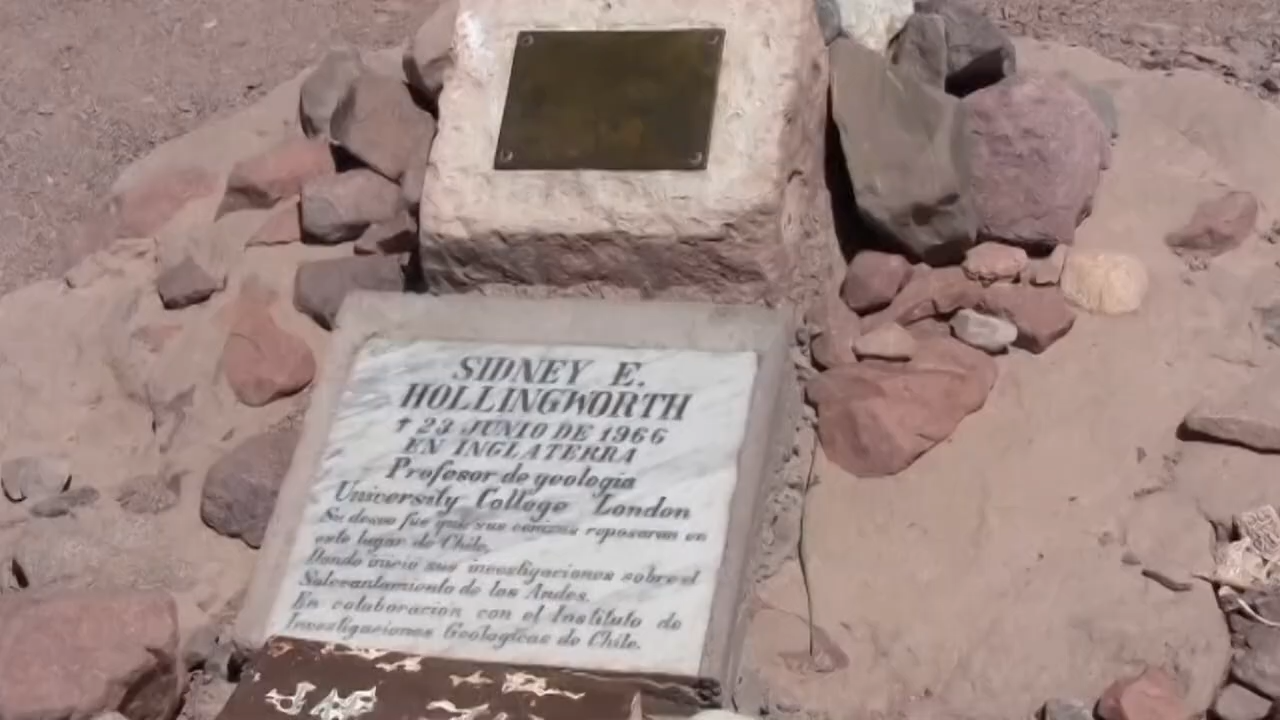 SIDNEY E.
HOLLINGWORTH
† 23 JUNIO DE 1966
EN INGLATERRA
Profesor de geologia
University College London
Su deseo fue que sus cenizas reposaran en
este lugar de Chile,
Donde inicio sus investigaciones sobre el
Solevantamiento de los Andes.
En colaboracion con el Instituto de
Investigaciones Geologicas de Chile.